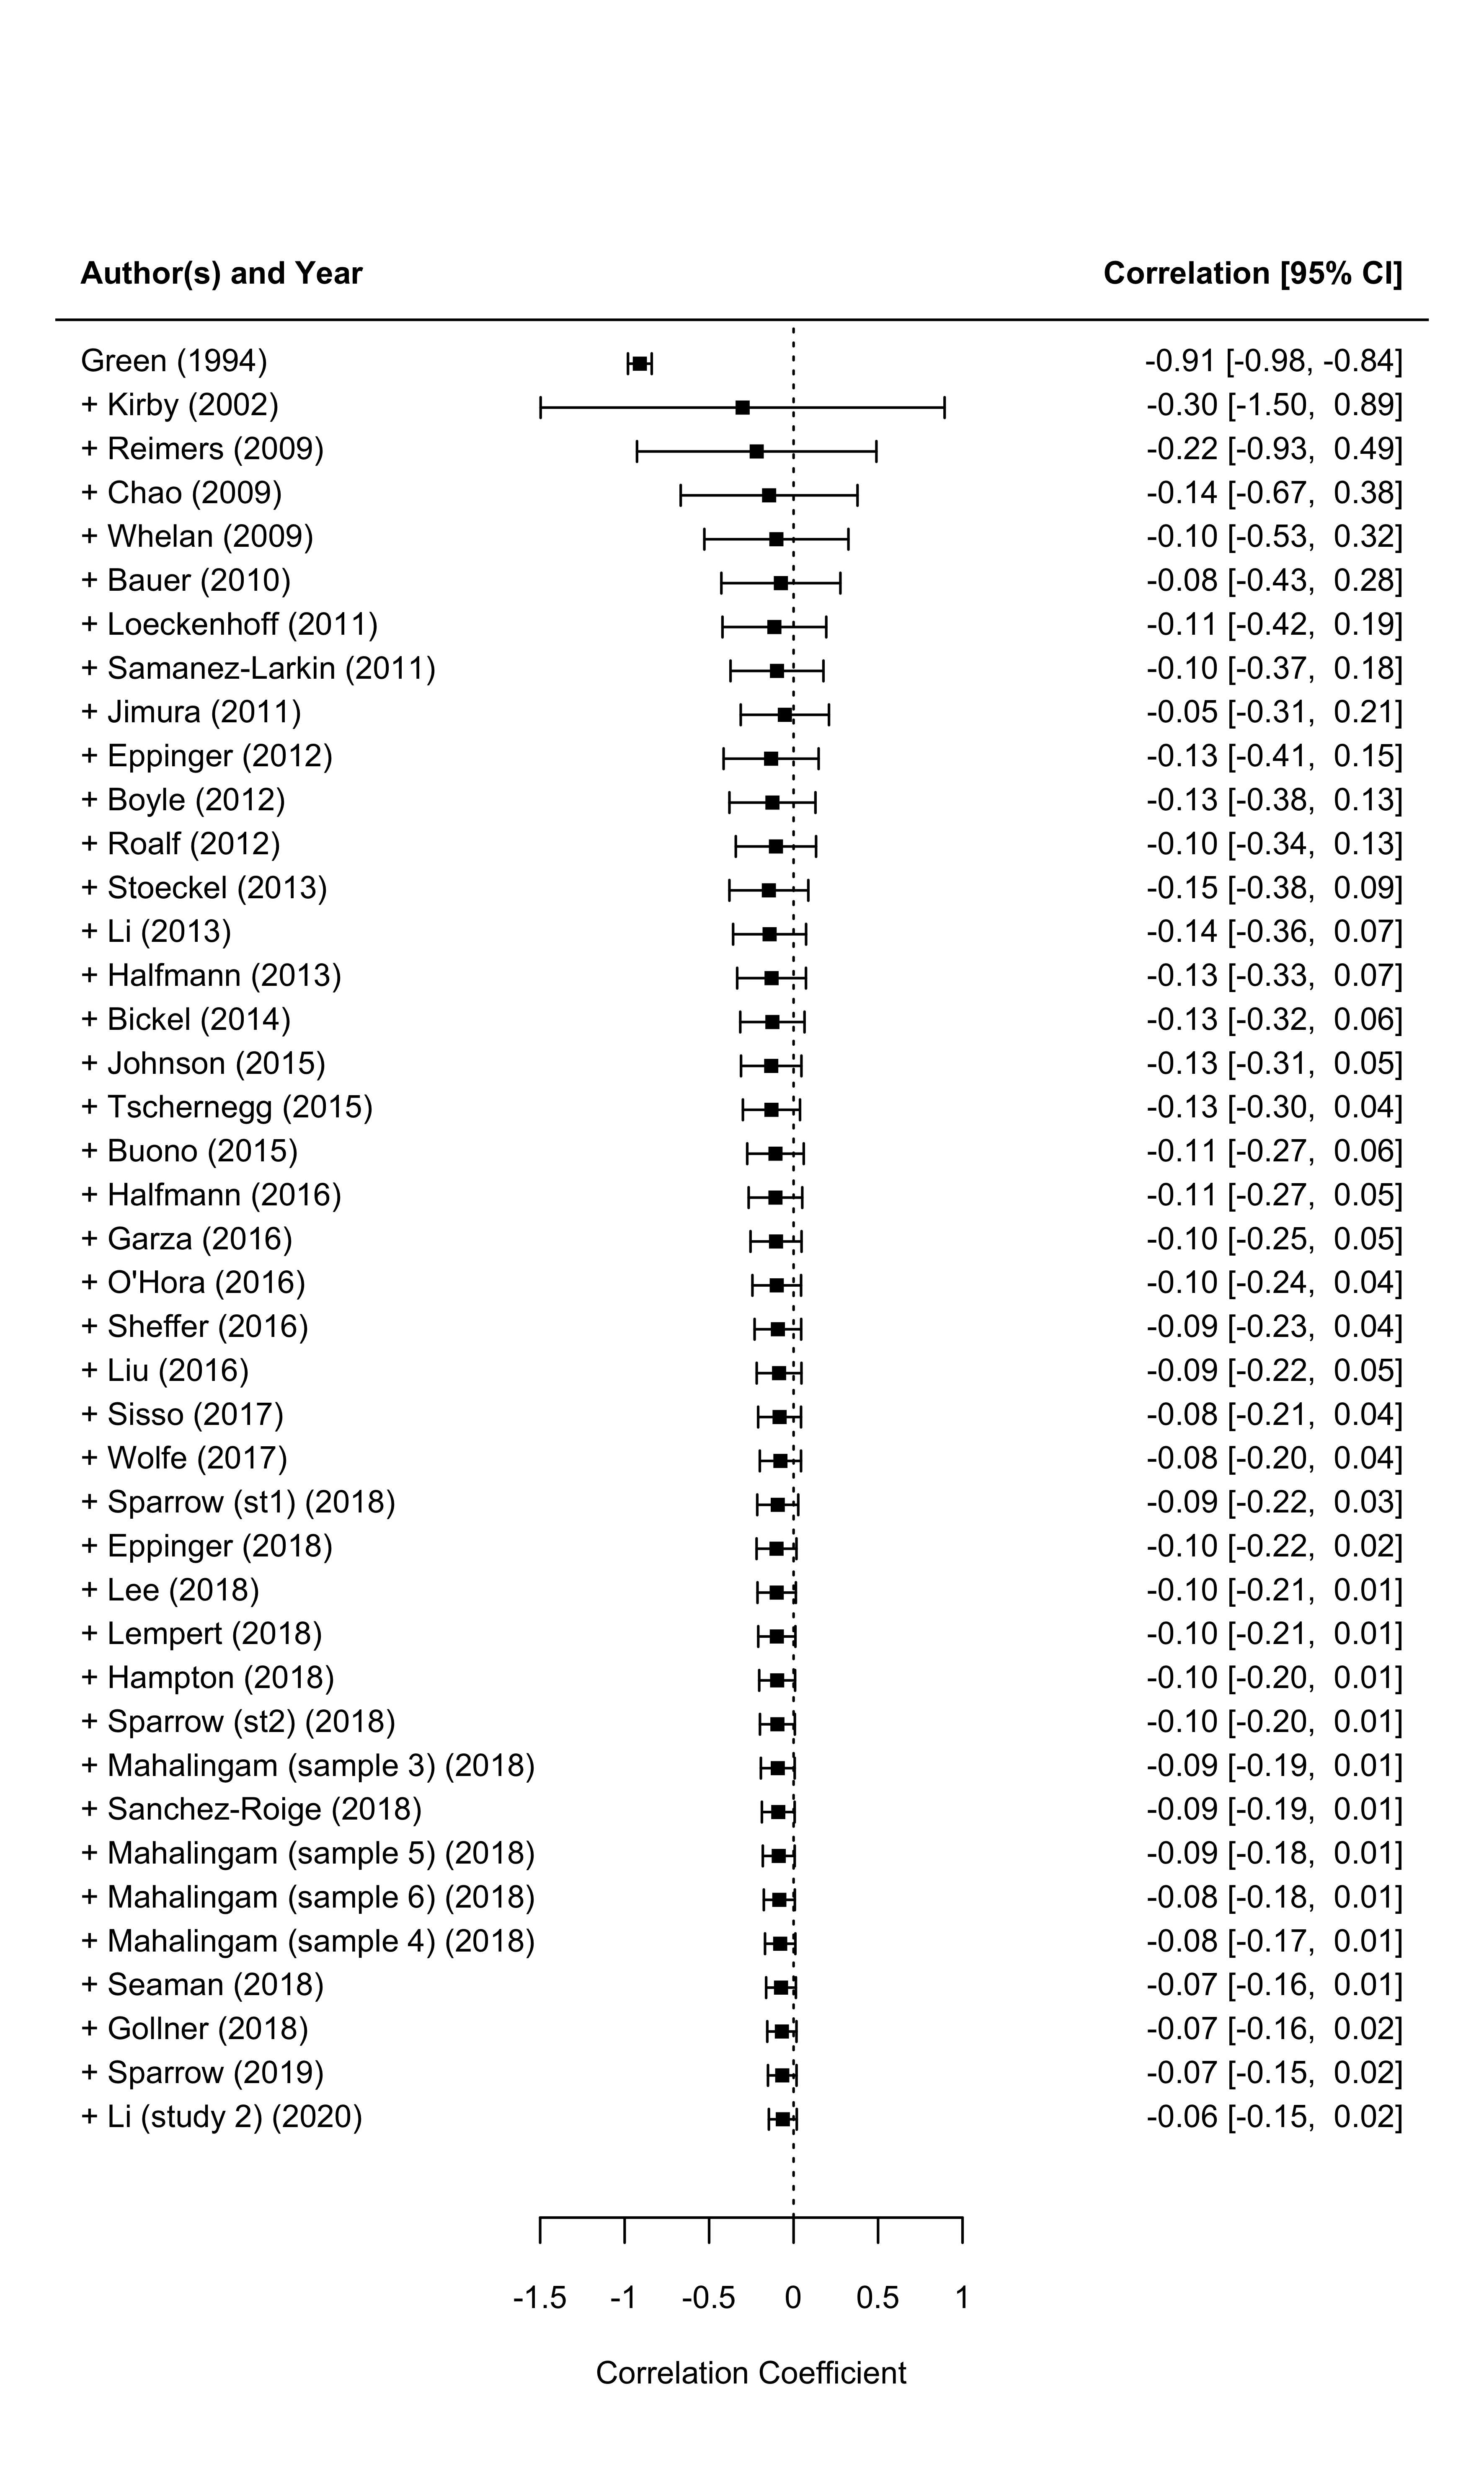 Author(s) and Year Correlation [95% CI]
Green (1994) -0.91 [-0.98, -0.84]
+ Kirby (2002) -0.30 [-1.50, 0.89]
+ Reimers (2009) -0.22 [-0.93, 0.49]
+ Chao (2009) -0.14 [-0.67, 0.38]
+ Whelan (2009) -0.10 [-0.53, 0.32]
+ Bauer (2010) -0.08 [-0.43, 0.28]
+ Loeckenhoff (2011) -0.11 [-0.42, 0.19]
+ Samanez-Larkin (2011) -0.10 [-0.37, 0.18]
+ Jimura (2011) -0.05 [-0.31, 0.21]
+ Eppinger (2012) -0.13 [-0.41, 0.15]
+ Boyle (2012) -0.13 [-0.38, 0.13]
+ Roalf (2012) -0.10 [-0.34, 0.13]
+ Stoeckel (2013) -0.15 [-0.38, 0.09]
+ Li (2013) -0.14 [-0.36, 0.07]
+ Halfmann (2013) -0.13 [-0.33, 0.07]
+ Bickel (2014) -0.13 [-0.32, 0.06]
+ Johnson (2015) -0.13 [-0.31, 0.05]
+ Tschernegg (2015) -0.13 [-0.30, 0.04]
+ Buono (2015) -0.11 [-0.27, 0.06]
+ Halfmann (2016) -0.11 [-0.27, 0.05]
+ Garza (2016) -0.10 [-0.25, 0.05]
+ O'Hora (2016) -0.10 [-0.24, 0.04]
+ Sheffer (2016) -0.09 [-0.23, 0.04]
+ Liu (2016) -0.09 [-0.22, 0.05]
+ Sisso (2017) -0.08 [-0.21, 0.04]
+ Wolfe (2017) -0.08 [-0.20, 0.04]
+ Sparrow (st1) (2018) -0.09 [-0.22, 0.03]
+ Eppinger (2018) -0.10 [-0.22, 0.02]
+ Lee (2018) -0.10 [-0.21, 0.01]
+ Lempert (2018) -0.10 [-0.21, 0.01]
+ Hampton (2018) -0.10 [-0.20, 0.01]
+ Sparrow (st2) (2018) -0.10 [-0.20, 0.01]
+ Mahalingam (sample 3) (2018) -0.09 [-0.19, 0.01]
+ Sanchez-Roige (2018) -0.09 [-0.19, 0.01]
+ Mahalingam (sample 5) (2018) -0.09 [-0.18, 0.01]
+ Mahalingam (sample 6) (2018) -0.08 [-0.18, 0.01]
+ Mahalingam (sample 4) (2018) -0.08 [-0.17, 0.01]
+ Seaman (2018) -0.07 [-0.16, 0.01]
+ Gollner (2018) -0.07 [-0.16, 0.02]
+ Sparrow (2019) -0.07 [-0.15, 0.02]
+ Li (study 2) (2020) -0.06 [-0.15, 0.02]
-1.5 -1 -0.5 0 0.5 1
Correlation Coefficient